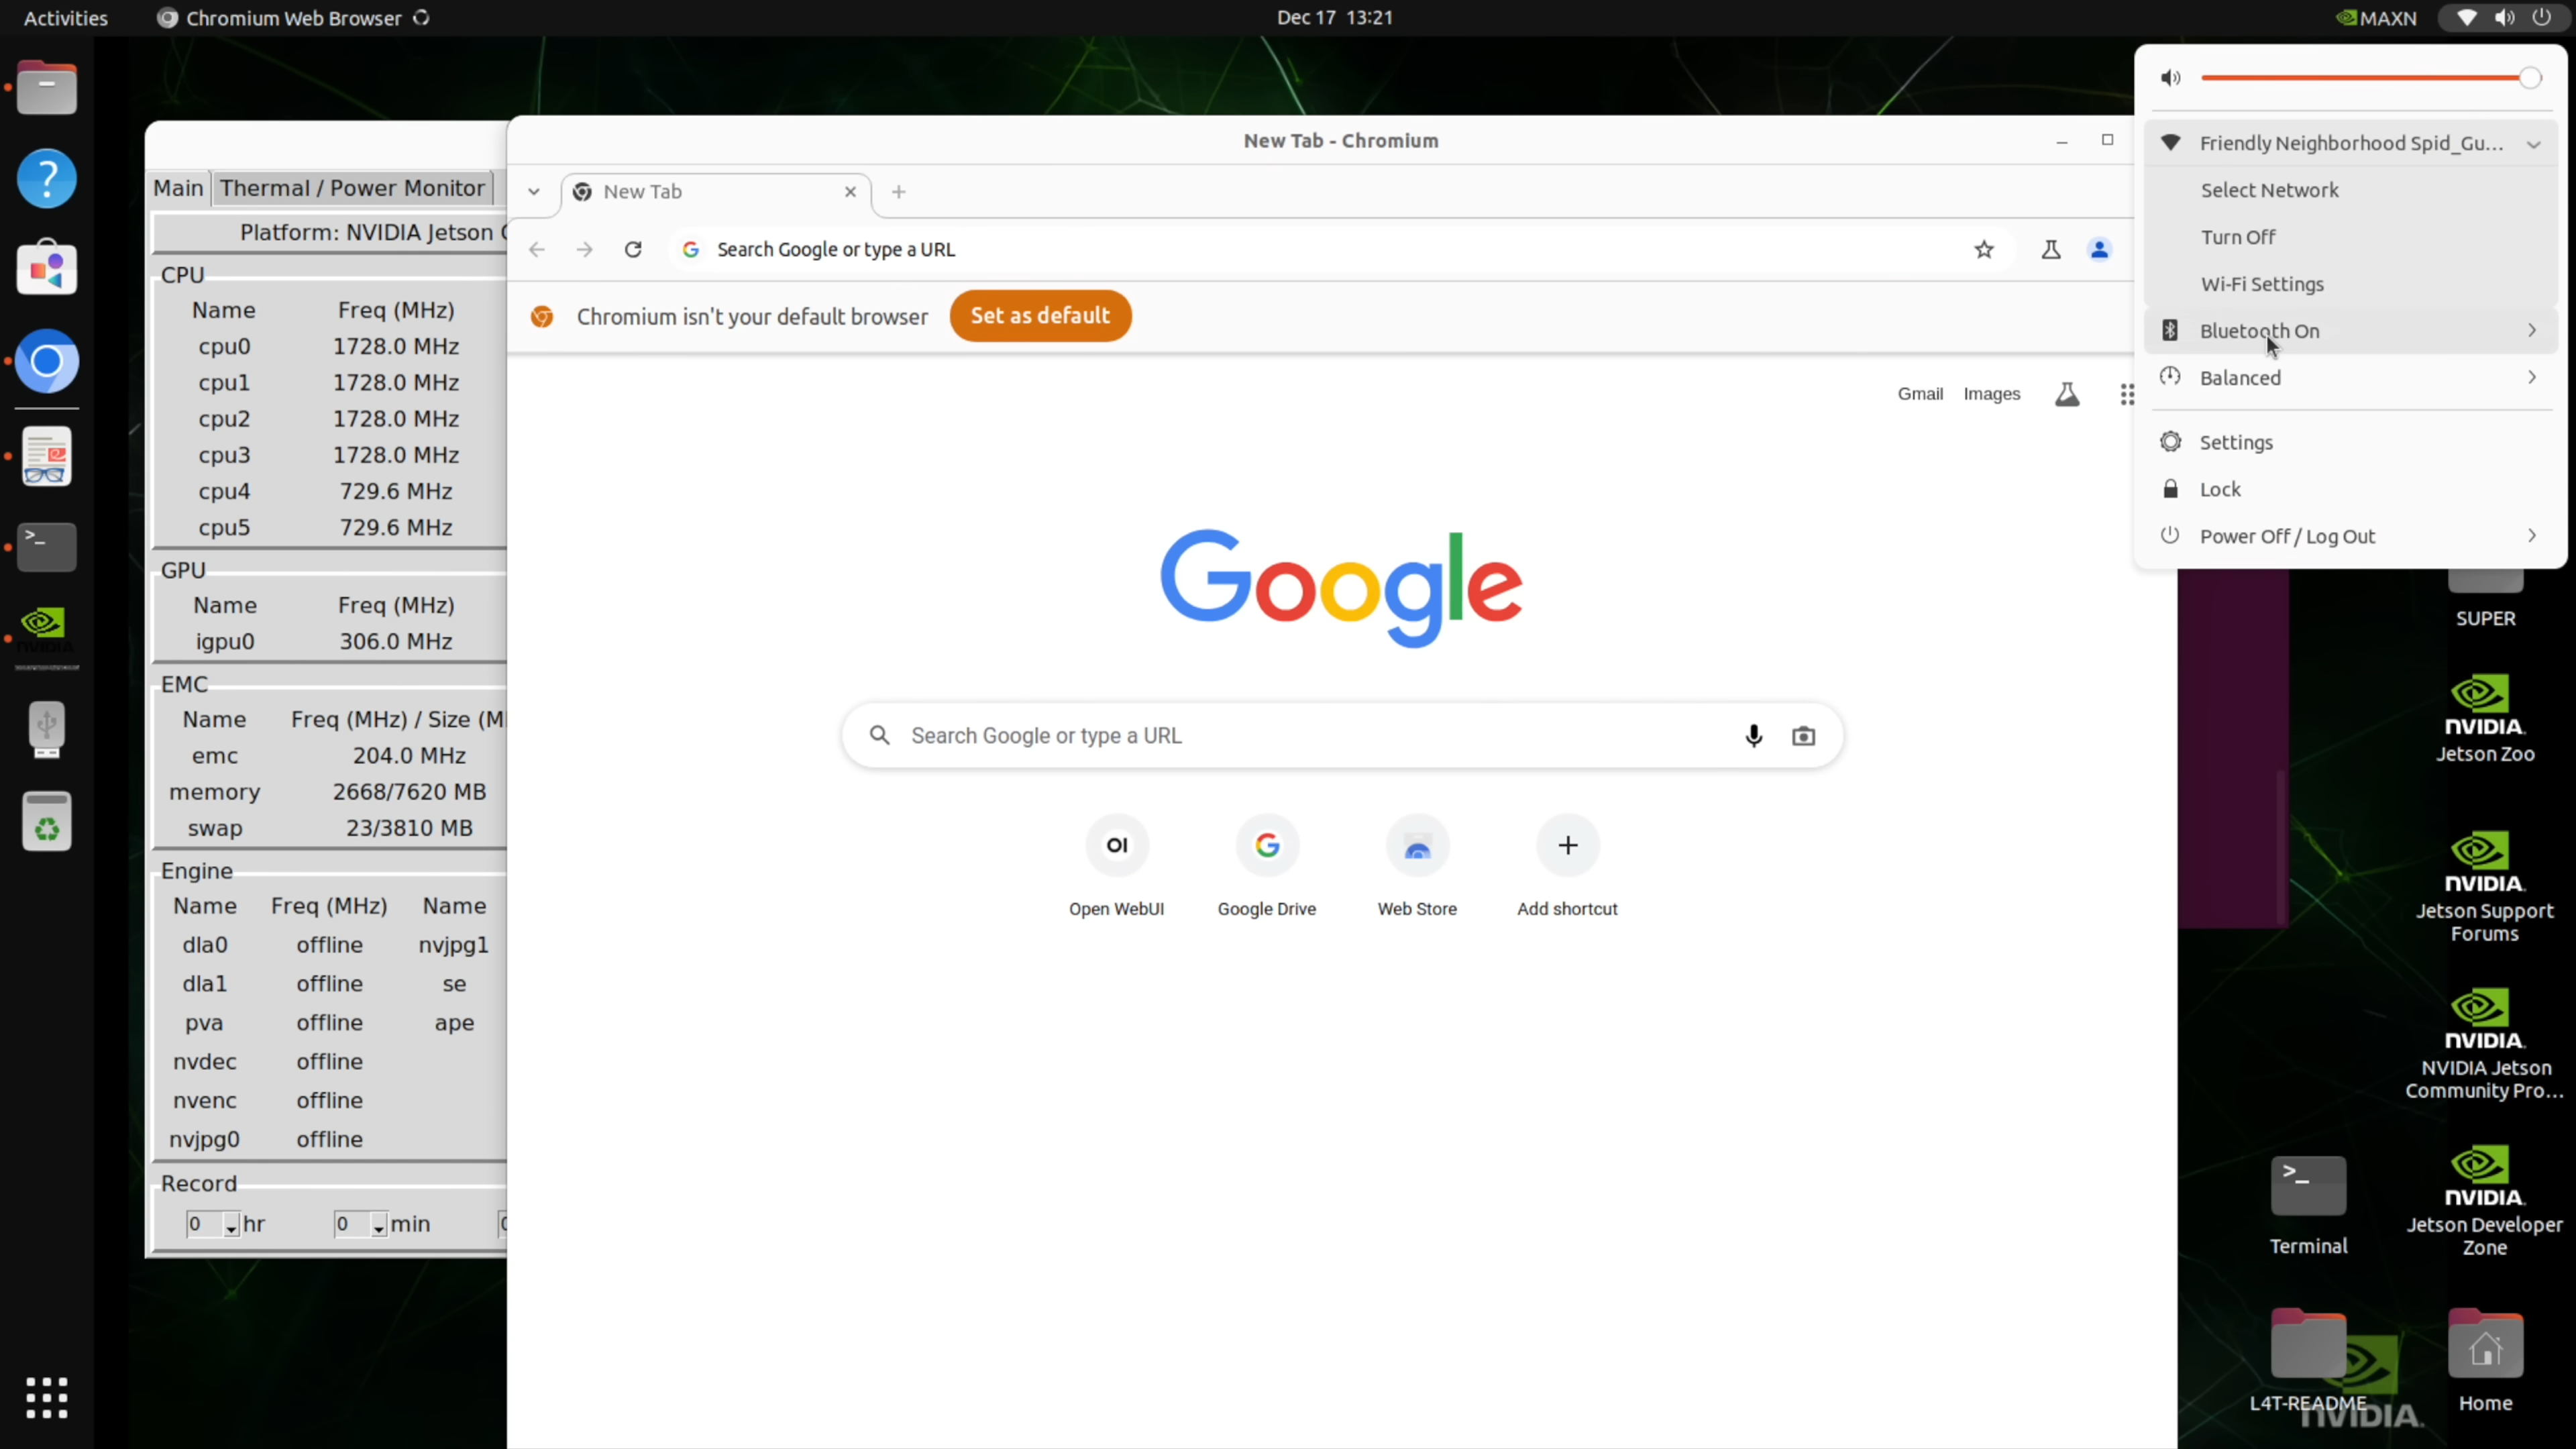 Activities
Chromium Web Browser
Dec 17 13:21
MAXN
Main
Thermal / Power Monitor
Platform: NVIDIA Jetson
CPU
Name Freq (MHz)
cpu0 1728.0 MHz
cpu1 1728.0 MHz
cpu2 1728.0 MHz
cpu3 1728.0 MHz
cpu4 729.6 MHz
cpu5 729.6 MHz
GPU
Name Freq (MHz)
igpu0 306.0 MHz
EMC
Name Freq (MHz) / Size (M
emc 204.0 MHz
memory 2668/7620 MB
swap 23/3810 MB
Engine
Name Freq (MHz) Name
dla0 offline nvjpg1
dla1 offline se
pva offline ape
nvdec offline
nvenc offline
nvjpg0 offline
Record
0 hr 0 min
New Tab - Chromium
New Tab
Search Google or type a URL
Chromium isn't your default browser
Set as default
Gmail Images
Google
Search Google or type a URL
OI
Open WebUI
Google Drive
Web Store
Add shortcut
Friendly Neighborhood Spid_Gu...
Select Network
Turn Off
Wi-Fi Settings
Bluetooth On
Balanced
Settings
Lock
Power Off / Log Out
SUPER
NVIDIA.
Jetson Zoo
NVIDIA.
Jetson Support
Forums
NVIDIA.
NVIDIA Jetson
Community Pro...
>_
Terminal
NVIDIA.
Jetson Developer
Zone
L4T-README
Home
NVIDIA.
>_
NVIDIA